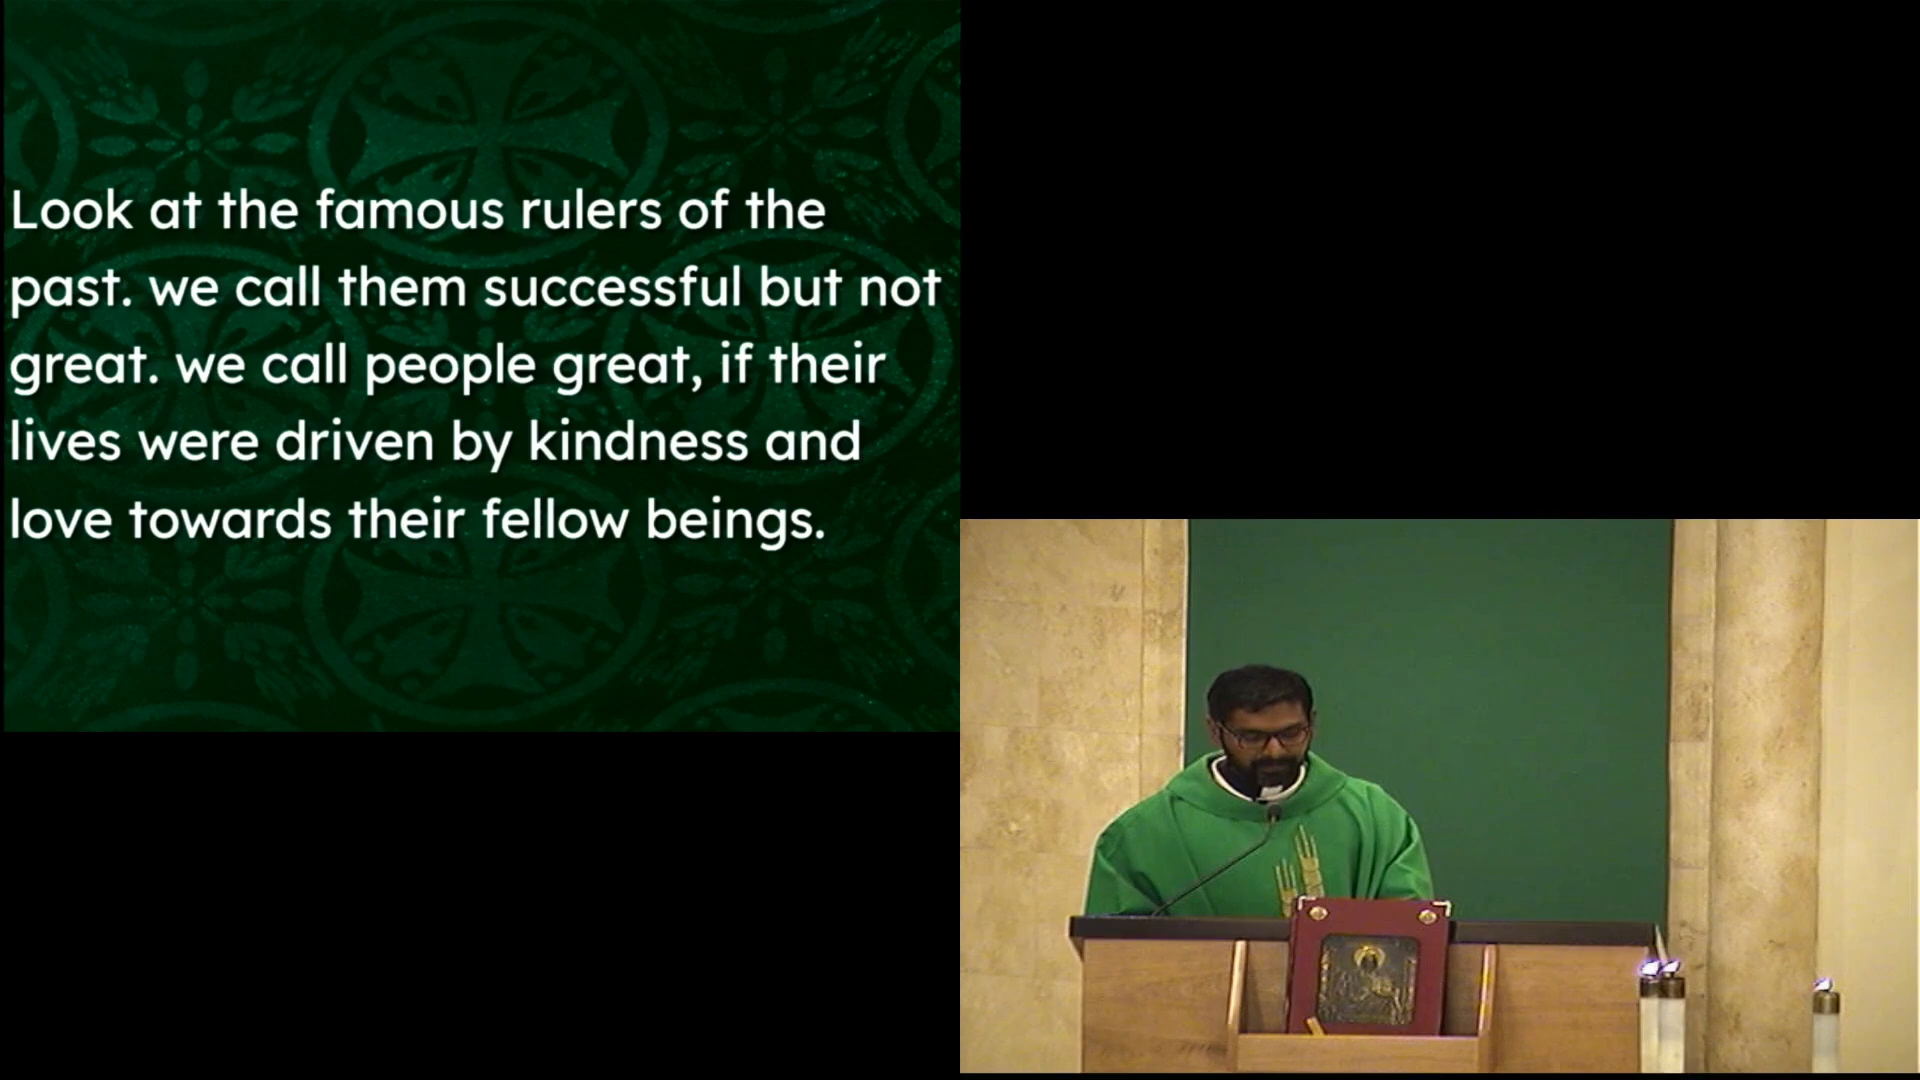 Look at the famous rulers of the
past. we call them successful but not
great. we call people great, if their
lives were driven by kindness and
love towards their fellow beings.